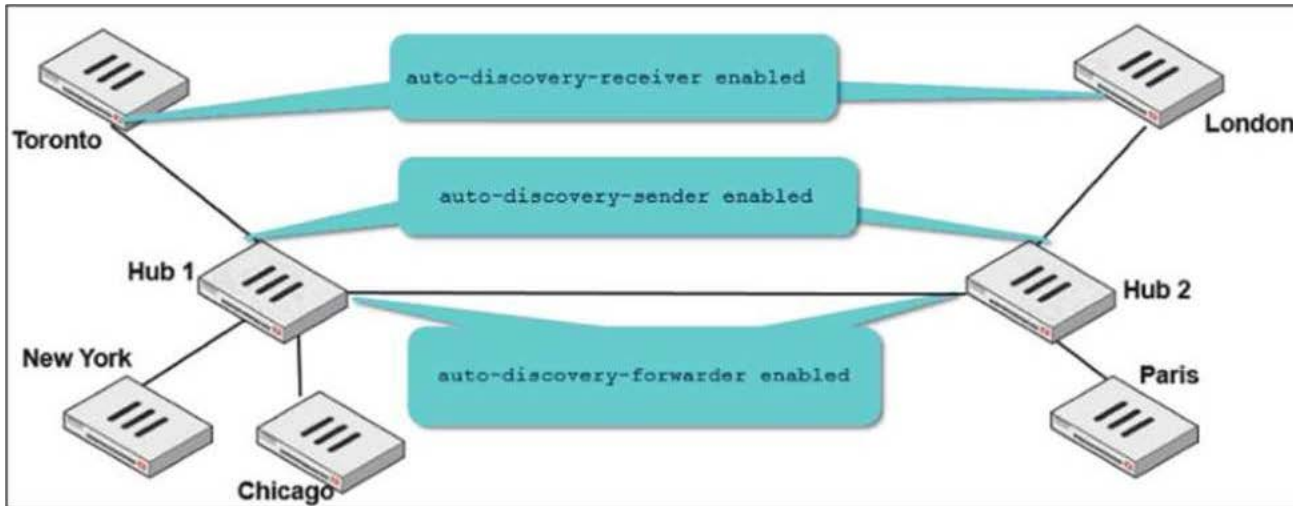 auto-discovery-receiver enabled
Toronto
London
auto-discovery-sender enabled
Hub 1
Hub 2
New York
auto-discovery-forwarder enabled
Paris
Chicago